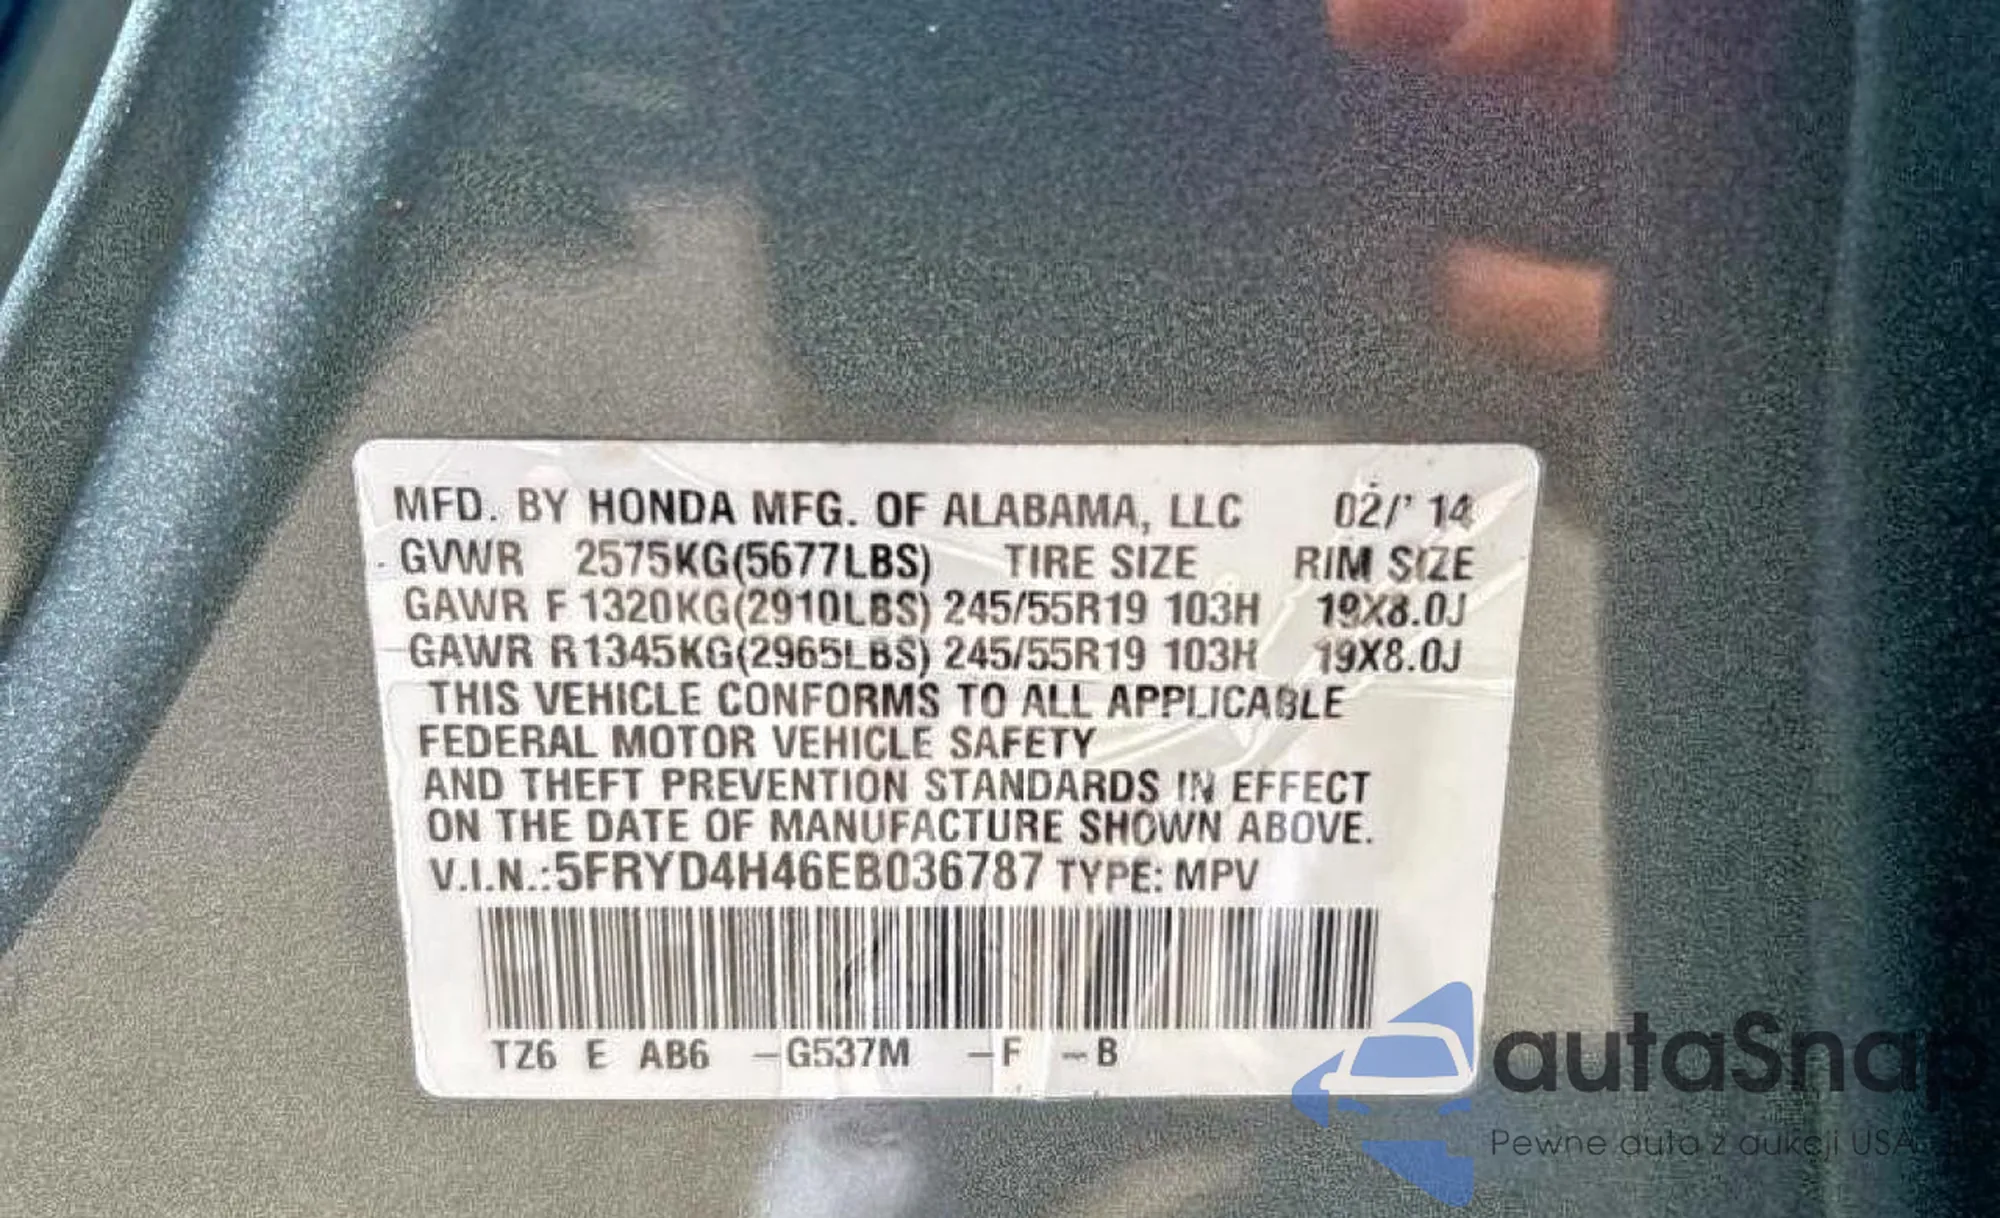 MFD. BY HONDA MFG. OF ALABAMA, LLC 02/' 14
GVWR 2575KG(5677LBS) TIRE SIZE RIM SIZE
GAWR F 1320KG(2910LBS) 245/55R19 103H 19X8.0J
GAWR R1345KG(2965LBS) 245/55R19 103H 19X8.0J
THIS VEHICLE CONFORMS TO ALL APPLICABLE
FEDERAL MOTOR VEHICLE SAFETY
AND THEFT PREVENTION STANDARDS IN EFFECT
ON THE DATE OF MANUFACTURE SHOWN ABOVE.
V.I.N.:5FRYD4H46EB036787 TYPE: MPV
TZ6 E AB6 -G537M -F -B
autaSnap
Pewne auta z aukcji USA